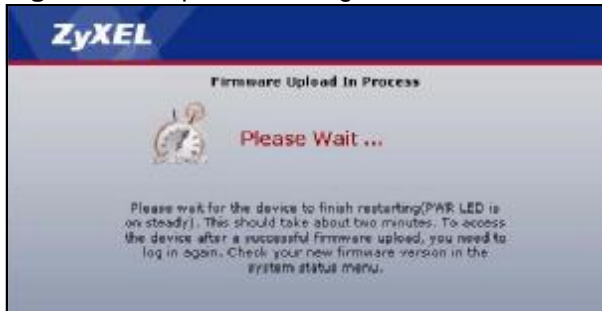 ZyXEL
Firmware Upload In Process
Please Wait ...
Please wait for the device to finish restarting(PWR LED is
on steady). This should take about two minutes. To access
the device after a successful firmware upload, you need to
log in again. Check your new firmware version in the
system status menu.